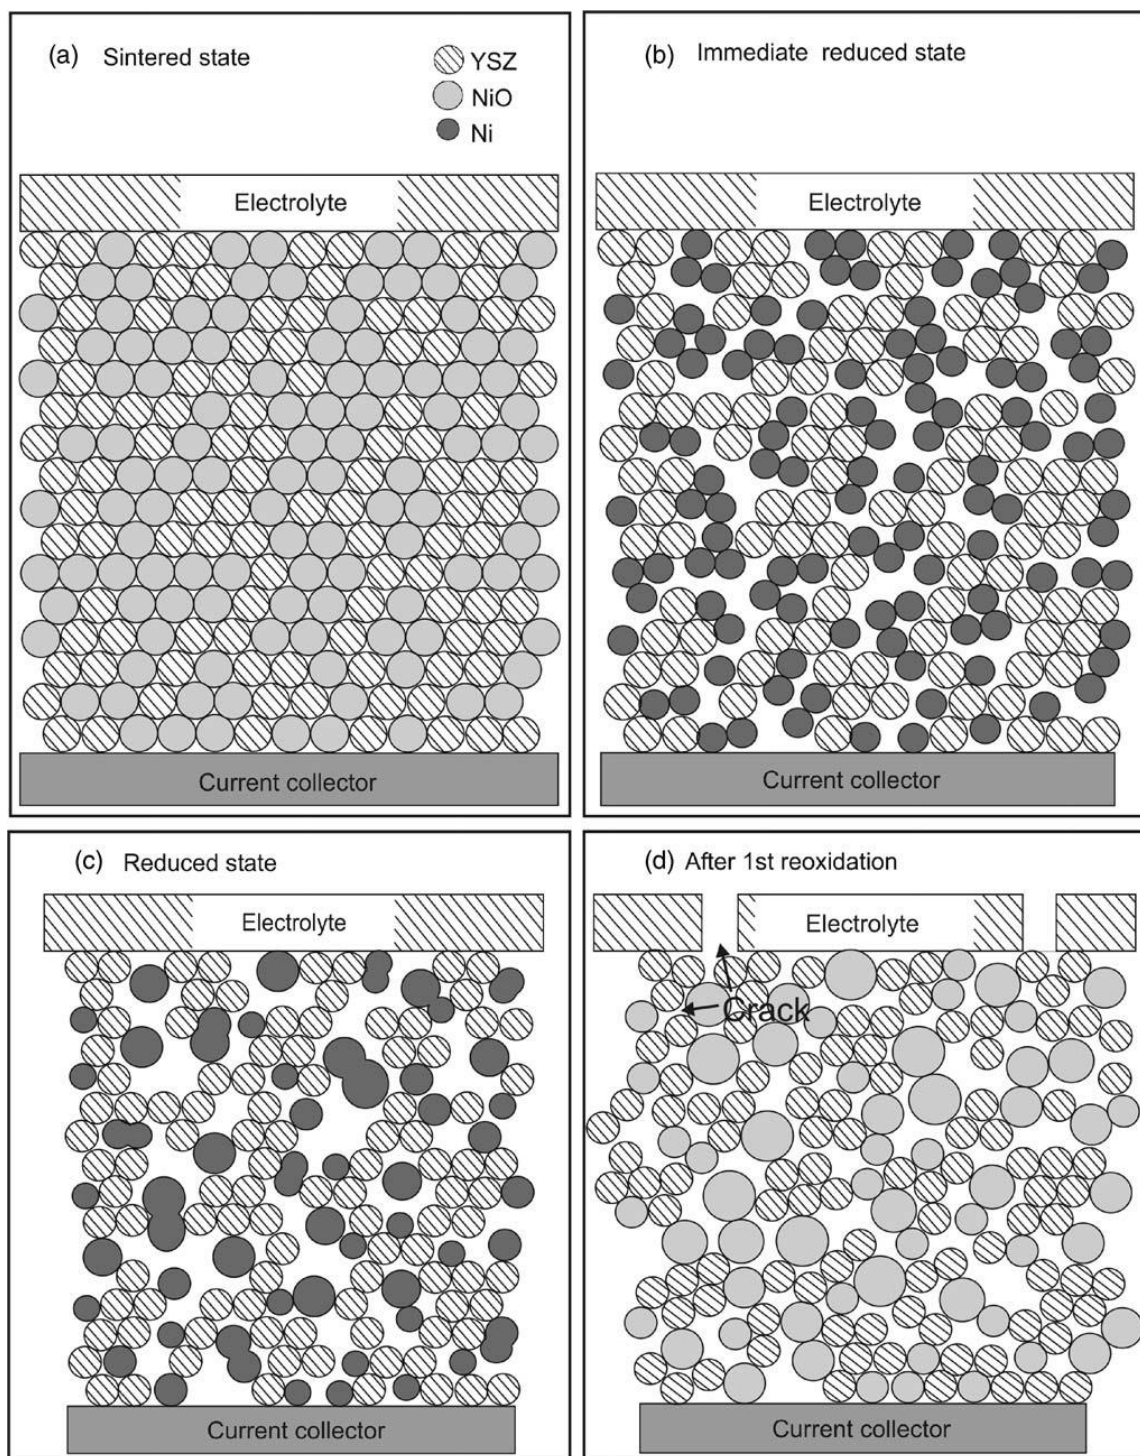 (a) Sintered state
YSZ
NiO
Ni
Electrolyte
Current collector
(b) Immediate reduced state
Electrolyte
Current collector
(c) Reduced state
Electrolyte
Current collector
(d) After 1st reoxidation
Electrolyte
Crack
Current collector